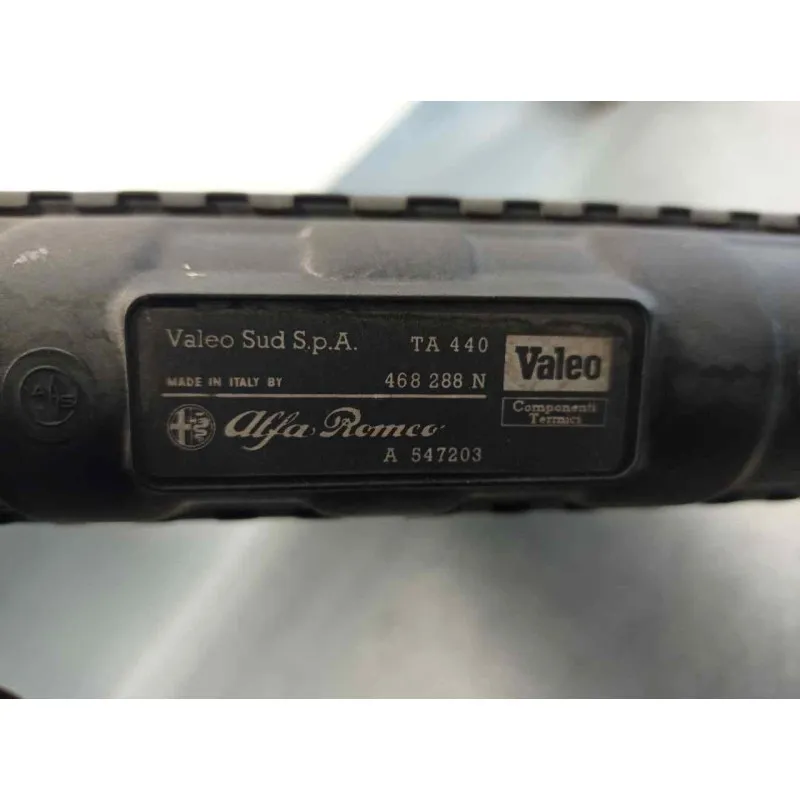 Valeo Sud S.p.A. TA 440
MADE IN ITALY BY 468 288 N
Valeo
Componenti
Termici
Alfa Romeo
A 547203